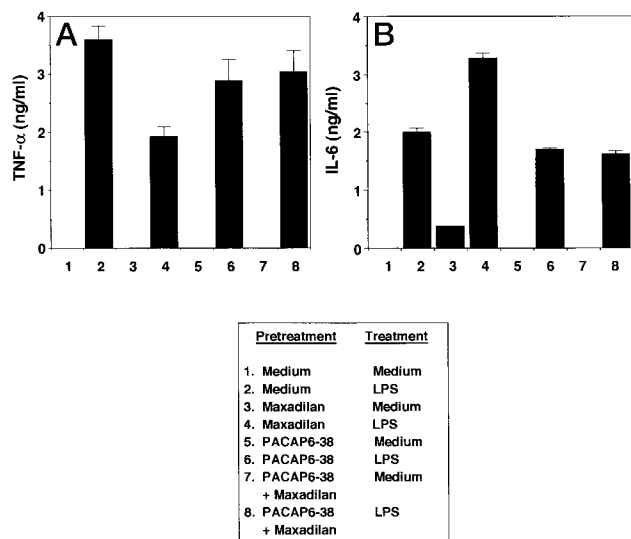 A
B
TNF-α (ng/ml)
4
3
2
1
0
1 2 3 4 5 6 7 8
IL-6 (ng/ml)
4
3
2
1
0
1 2 3 4 5 6 7 8
Pretreatment Treatment
1. Medium Medium
2. Medium LPS
3. Maxadilan Medium
4. Maxadilan LPS
5. PACAP6-38 Medium
6. PACAP6-38 LPS
7. PACAP6-38 Medium
+ Maxadilan
8. PACAP6-38 LPS
+ Maxadilan